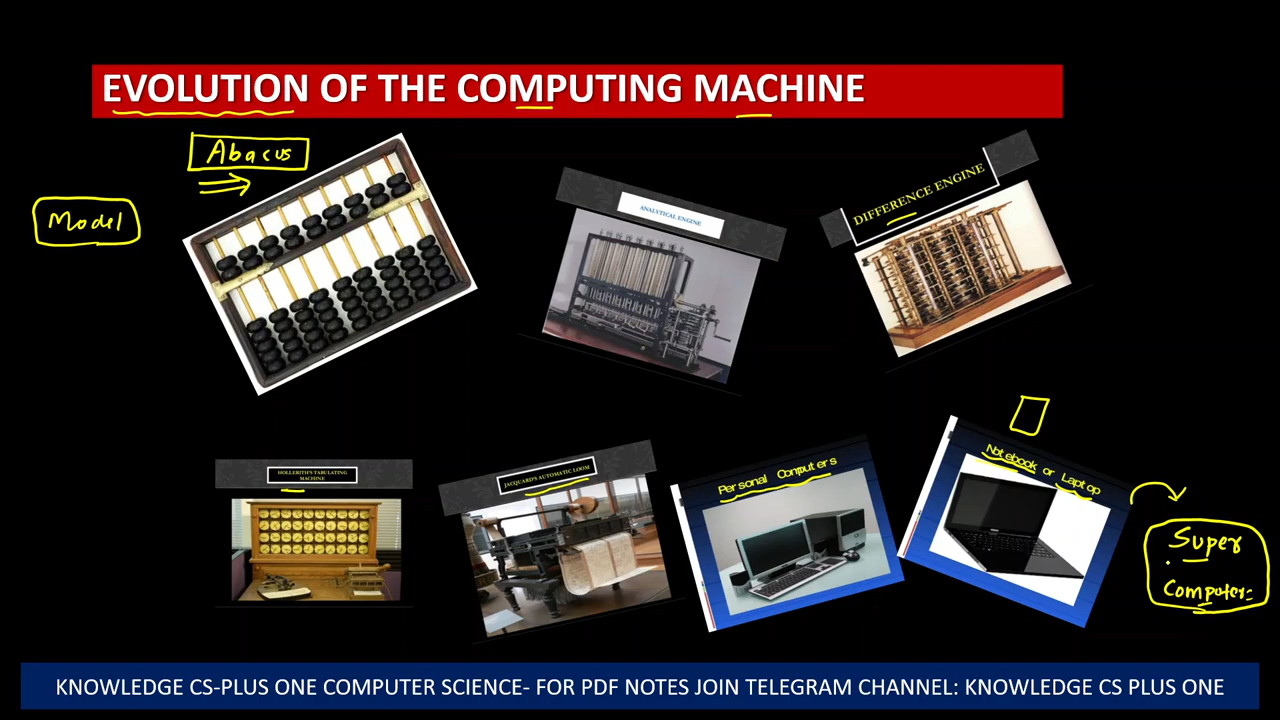 EVOLUTION OF THE COMPUTING MACHINE
Abacus
Model
ANALYTICAL ENGINE
DIFFERENCE ENGINE
HOLLERITH'S TABULATING
MACHINE
JACQUARD'S AUTOMATIC LOOM
Personal Computers
Notebook or Laptop
Super
Computer
KNOWLEDGE CS-PLUS ONE COMPUTER SCIENCE- FOR PDF NOTES JOIN TELEGRAM CHANNEL: KNOWLEDGE CS PLUS ONE